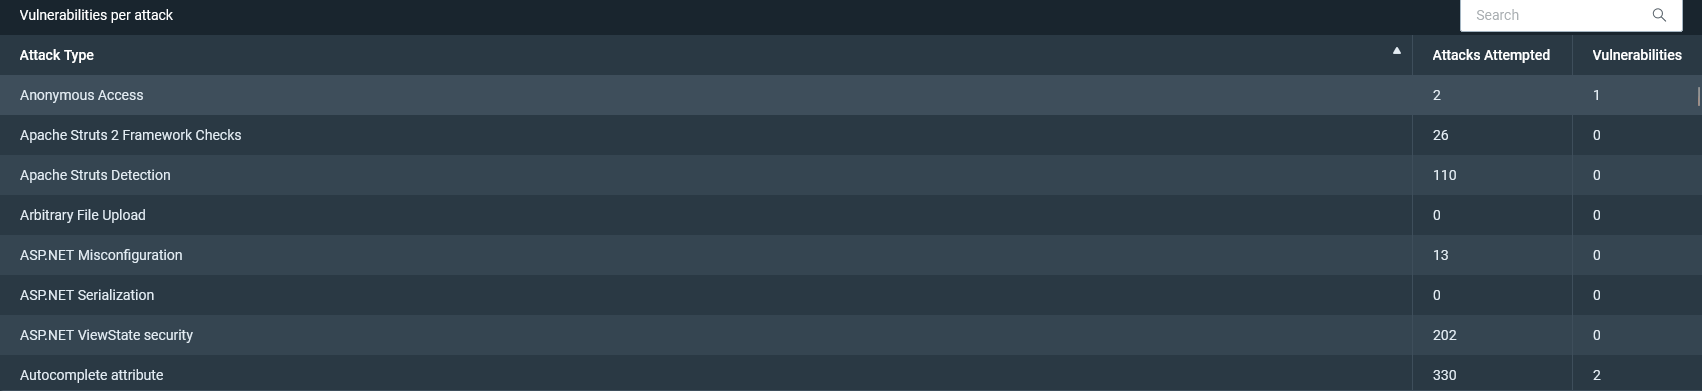 Vulnerabilities per attack Search
Attack Type Attacks Attempted Vulnerabilities
Anonymous Access 2 1
Apache Struts 2 Framework Checks 26 0
Apache Struts Detection 110 0
Arbitrary File Upload 0 0
ASP.NET Misconfiguration 13 0
ASP.NET Serialization 0 0
ASP.NET ViewState security 202 0
Autocomplete attribute 330 2